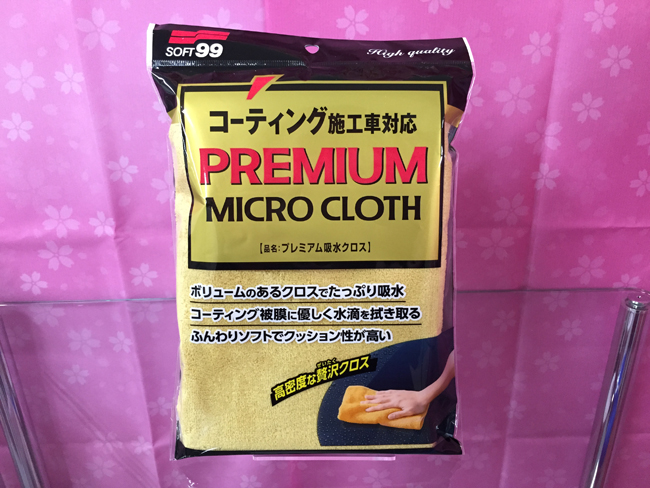 SOFT99
High quality
コーティング施工車対応
PREMIUM
MICRO CLOTH
【品名:プレミアム吸水クロス】
ボリュームのあるクロスでたっぷり吸水
コーティング被膜に優しく水滴を拭き取る
ふんわりソフトでクッション性が高い
ぜいたく
高密度な贅沢クロス